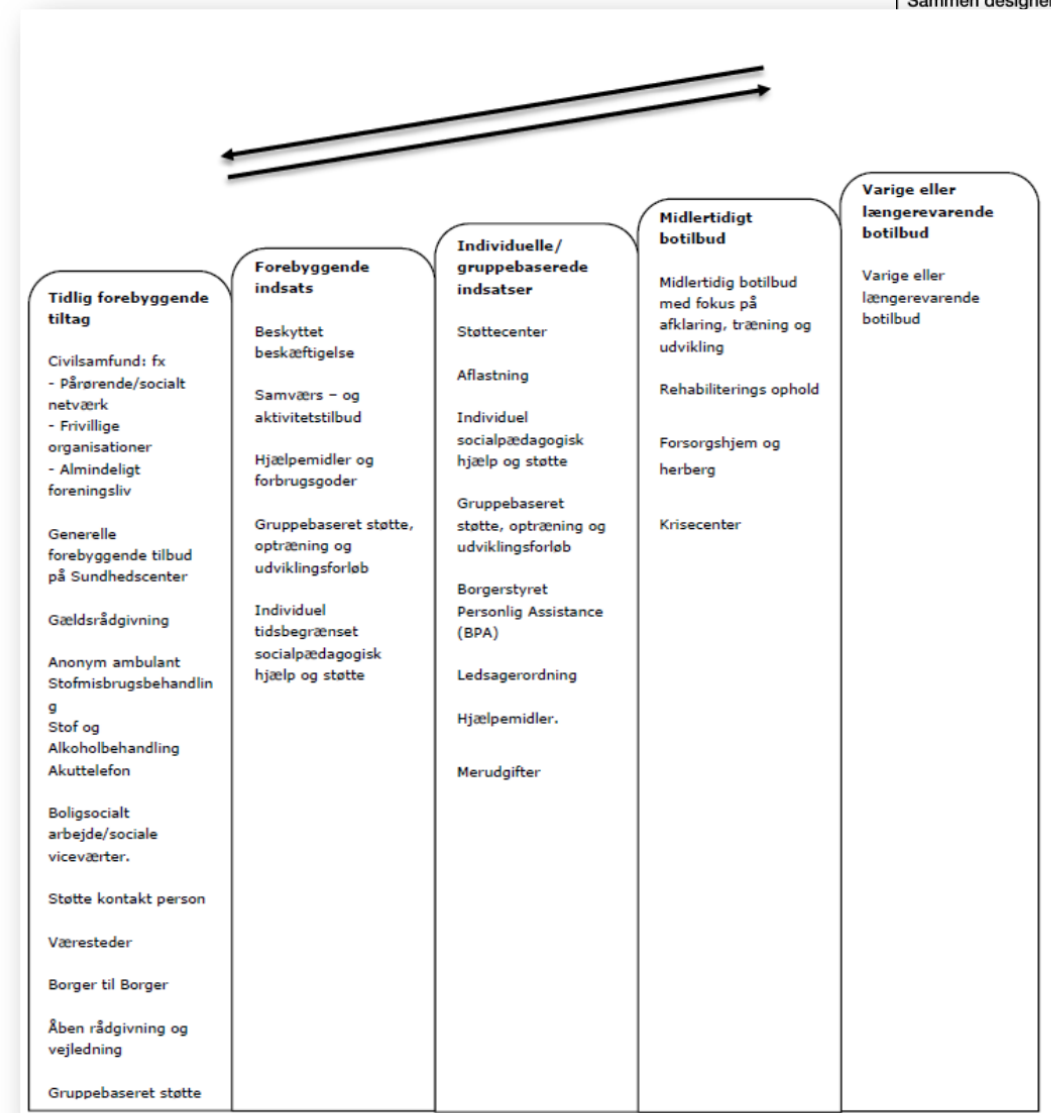 Sammen designer
Tidlig forebyggende
tiltag
Civilsamfund: fx
- Pårørende/socialt
netværk
- Frivillige
organisationer
- Almindeligt
foreningsliv
Generelle
forebyggende tilbud
på Sundhedscenter
Gældsrådgivning
Anonym ambulant
Stofmisbrugsbehandlin
g
Stof og
Alkoholbehandling
Akuttelefon
Boligsocialt
arbejde/sociale
viceværter.
Støtte kontakt person
Væresteder
Borger til Borger
Åben rådgivning og
vejledning
Gruppebaseret støtte
Forebyggende
indsats
Beskyttet
beskæftigelse
Samværs – og
aktivitetstilbud
Hjælpemidler og
forbrugsgoder
Gruppebaseret støtte,
optræning og
udviklingsforløb
Individuel
tidsbegrænset
socialpædagogisk
hjælp og støtte
Individuelle/
gruppebaserede
indsatser
Støttecenter
Aflastning
Individuel
socialpædagogisk
hjælp og støtte
Gruppebaseret
støtte, optræning og
udviklingsforløb
Borgerstyret
Personlig Assistance
(BPA)
Ledsagerordning
Hjælpemidler.
Merudgifter
Midlertidigt
botilbud
Midlertidig botilbud
med fokus på
afklaring, træning og
udvikling
Rehabiliterings ophold
Forsorgshjem og
herberg
Krisecenter
Varige eller
længerevarende
botilbud
Varige eller
længerevarende
botilbud